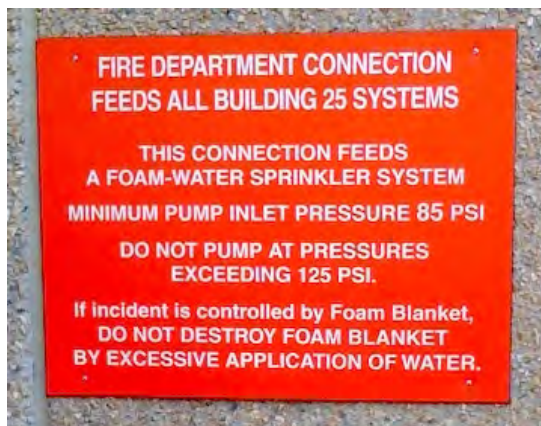 FIRE DEPARTMENT CONNECTION
FEEDS ALL BUILDING 25 SYSTEMS
THIS CONNECTION FEEDS
A FOAM-WATER SPRINKLER SYSTEM
MINIMUM PUMP INLET PRESSURE 85 PSI
DO NOT PUMP AT PRESSURES
EXCEEDING 125 PSI.
If incident is controlled by Foam Blanket,
DO NOT DESTROY FOAM BLANKET
BY EXCESSIVE APPLICATION OF WATER.